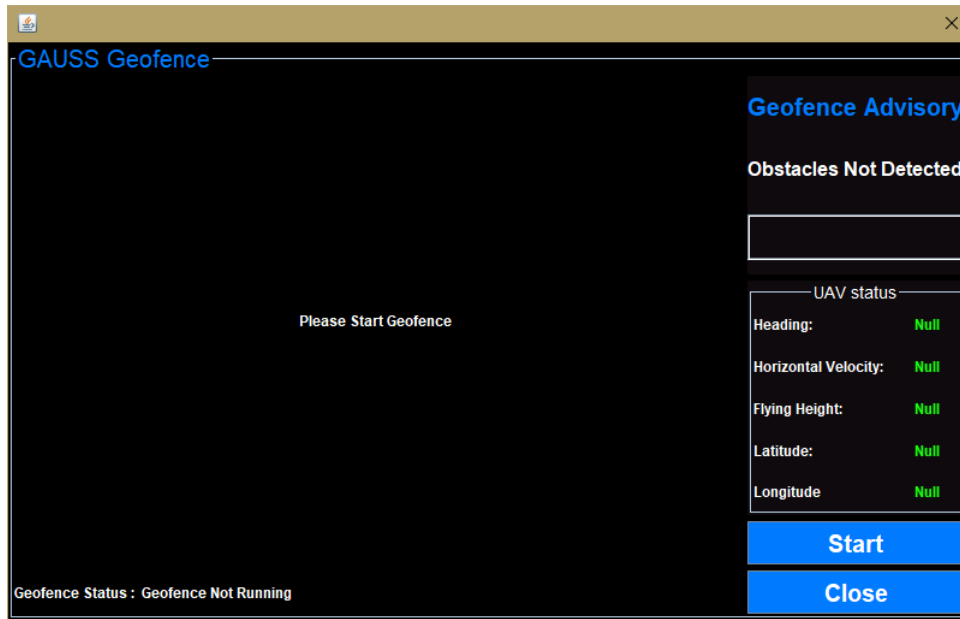 GAUSS Geofence
Geofence Advisory
Obstacles Not Detected
Please Start Geofence
UAV status
Heading: Null
Horizontal Velocity: Null
Flying Height: Null
Latitude: Null
Longitude Null
Start
Close
Geofence Status : Geofence Not Running